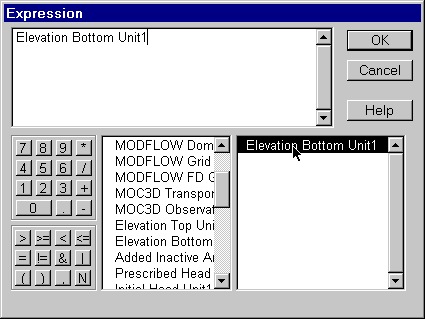 Expression
Elevation Bottom Unit1
OK
Cancel
Help
7 8 9 *
4 5 6 /
1 2 3 +
0 . -
> >= < <=
= != & |
( ) , N
MODFLOW Dom
MODFLOW Grid
MODFLOW FD G
MOC3D Transpor
MOC3D Observat
Elevation Top Uni
Elevation Bottom
Added Inactive Ar
Prescribed Head
Initial Head Unit1
Elevation Bottom Unit1